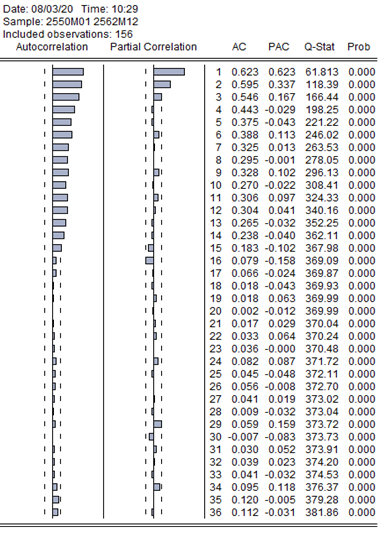 Date: 08/03/20 Time: 10:29
Sample: 2550M01 2562M12
Included observations: 156
Autocorrelation Partial Correlation AC PAC Q-Stat Prob
1 0.623 0.623 61.813 0.000
2 0.595 0.337 118.39 0.000
3 0.546 0.167 166.44 0.000
4 0.443 -0.029 198.25 0.000
5 0.375 -0.043 221.22 0.000
6 0.388 0.113 246.02 0.000
7 0.325 0.013 263.53 0.000
8 0.295 -0.001 278.05 0.000
9 0.328 0.102 296.13 0.000
10 0.270 -0.022 308.41 0.000
11 0.306 0.097 324.33 0.000
12 0.304 0.041 340.16 0.000
13 0.265 -0.032 352.25 0.000
14 0.238 -0.040 362.11 0.000
15 0.183 -0.102 367.98 0.000
16 0.079 -0.158 369.09 0.000
17 0.066 -0.024 369.87 0.000
18 0.018 -0.043 369.93 0.000
19 0.018 0.063 369.99 0.000
20 0.002 -0.012 369.99 0.000
21 0.017 0.029 370.04 0.000
22 0.033 0.064 370.24 0.000
23 0.036 -0.000 370.48 0.000
24 0.082 0.087 371.72 0.000
25 0.045 -0.048 372.11 0.000
26 0.056 -0.008 372.70 0.000
27 0.041 0.019 373.02 0.000
28 0.009 -0.032 373.04 0.000
29 0.059 0.159 373.72 0.000
30 -0.007 -0.083 373.73 0.000
31 0.030 0.052 373.91 0.000
32 0.039 0.023 374.20 0.000
33 0.041 -0.032 374.53 0.000
34 0.095 0.118 376.37 0.000
35 0.120 -0.005 379.28 0.000
36 0.112 -0.031 381.86 0.000